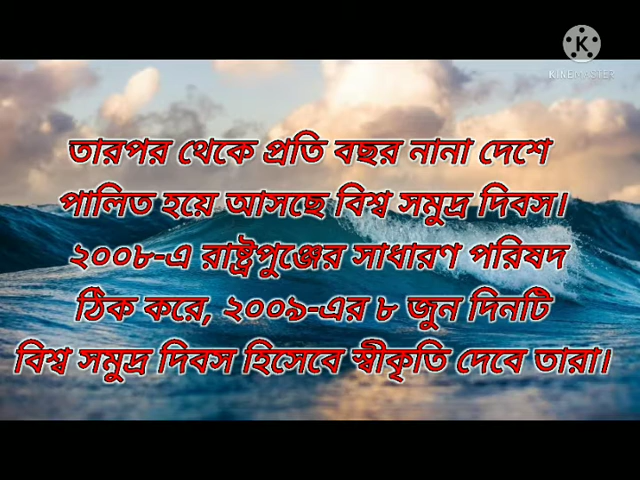 KINEMASTER
তারপর থেকে প্রতি বছর নানা দেশে
পালিত হয়ে আসছে বিশ্ব সমুদ্র দিবস।
২০০৮-এ রাষ্ট্রপুঞ্জের সাধারণ পরিষদ
ঠিক করে, ২০০৯-এর ৮ জুন দিনটি
বিশ্ব সমুদ্র দিবস হিসেবে স্বীকৃতি দেবে তারা।